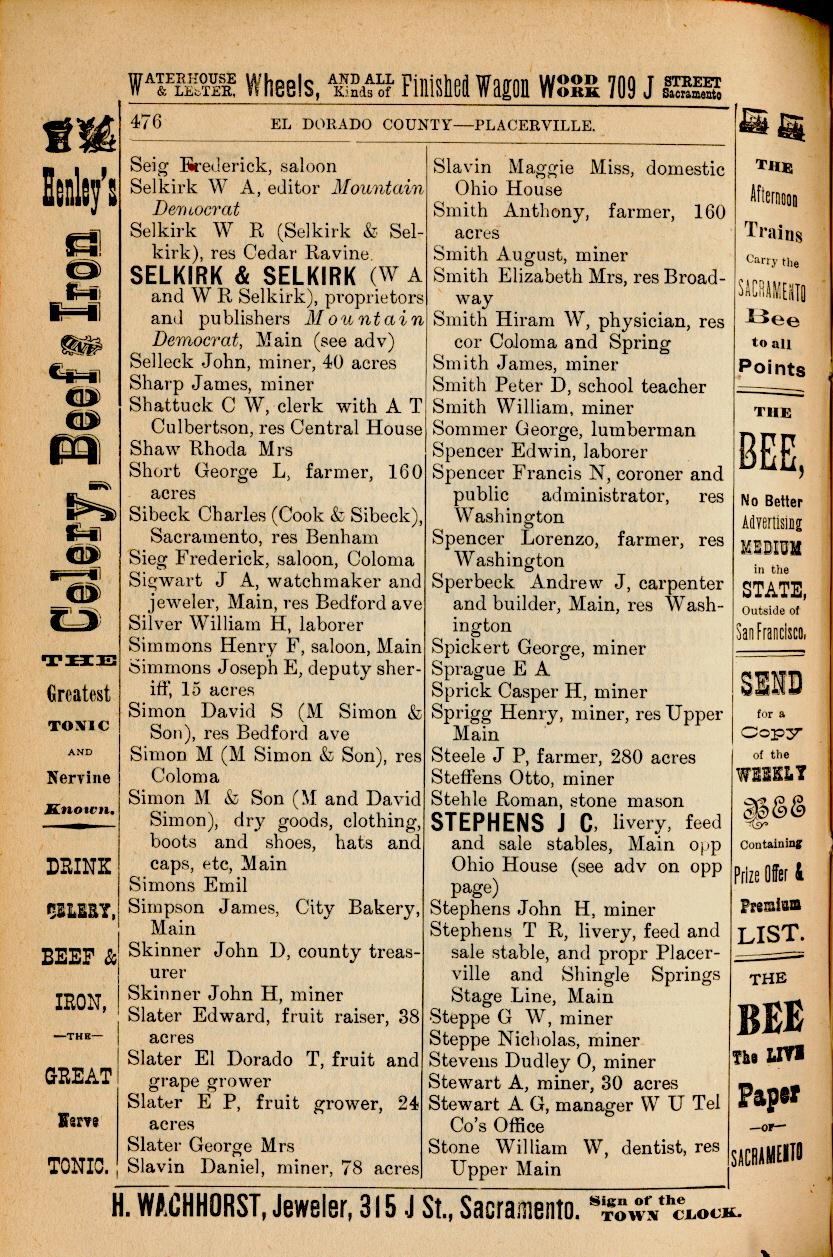 WATERHOUSE & LESTER, Wheels, AND ALL Kinds of Finished Wagon WOOD WORK 709 J STREET Sacramento
476 EL DORADO COUNTY—PLACERVILLE.
Henley's Celery, Beef AND Iron
THE
Greatest
TONIC
AND
Nervine
Known.
DRINK
CELERY,
BEEF &
IRON,
—THE—
GREAT
Nerve
TONIC.
Seig Frederick, saloon
Selkirk W A, editor Mountain
Democrat
Selkirk W R (Selkirk & Sel-
kirk), res Cedar Ravine.
SELKIRK & SELKIRK (W A
and W R Selkirk), proprietors
and publishers Mountain
Democrat, Main (see adv)
Selleck John, miner, 40 acres
Sharp James, miner
Shattuck C W, clerk with A T
Culbertson, res Central House
Shaw Rhoda Mrs
Short George L, farmer, 160
acres
Sibeck Charles (Cook & Sibeck),
Sacramento, res Benham
Sieg Frederick, saloon, Coloma
Sigwart J A, watchmaker and
jeweler, Main, res Bedford ave
Silver William H, laborer
Simmons Henry F, saloon, Main
Simmons Joseph E, deputy sher-
iff, 15 acres
Simon David S (M Simon &
Son), res Bedford ave
Simon M (M Simon & Son), res
Coloma
Simon M & Son (M and David
Simon), dry goods, clothing,
boots and shoes, hats and
caps, etc, Main
Simons Emil
Simpson James, City Bakery,
Main
Skinner John D, county treas-
urer
Skinner John H, miner
Slater Edward, fruit raiser, 38
acres
Slater El Dorado T, fruit and
grape grower
Slater E P, fruit grower, 24
acres
Slater George Mrs
Slavin Daniel, miner, 78 acres
Slavin Maggie Miss, domestic
Ohio House
Smith Anthony, farmer, 160
acres
Smith August, miner
Smith Elizabeth Mrs, res Broad-
way
Smith Hiram W, physician, res
cor Coloma and Spring
Smith James, miner
Smith Peter D, school teacher
Smith William, miner
Sommer George, lumberman
Spencer Edwin, laborer
Spencer Francis N, coroner and
public administrator, res
Washington
Spencer Lorenzo, farmer, res
Washington
Sperbeck Andrew J, carpenter
and builder, Main, res Wash-
ington
Spickert George, miner
Sprague E A
Sprick Casper H, miner
Sprigg Henry, miner, res Upper
Main
Steele J P, farmer, 280 acres
Steffens Otto, miner
Stehle Roman, stone mason
STEPHENS J C, livery, feed
and sale stables, Main opp
Ohio House (see adv on opp
page)
Stephens John H, miner
Stephens T R, livery, feed and
sale stable, and propr Placer-
ville and Shingle Springs
Stage Line, Main
Steppe G W, miner
Steppe Nicholas, miner
Stevens Dudley O, miner
Stewart A, miner, 30 acres
Stewart A G, manager W U Tel
Co's Office
Stone William W, dentist, res
Upper Main
THE
Afternoon
Trains
Carry the
SACRAMENTO
Bee
to all
Points
THE
BEE,
No Better
Advertising
MEDIUM
in the
STATE,
Outside of
San Francisco.
SEND
for a
Copy
of the
WEEKLY
BEE
Containing
Prize Offer &
Premium
LIST.
THE
BEE
The LIVE
Paper
—OF—
SACRAMENTO
H. WACHHORST, Jeweler, 315 J St., Sacramento. Sign of the TOWN CLOCK.